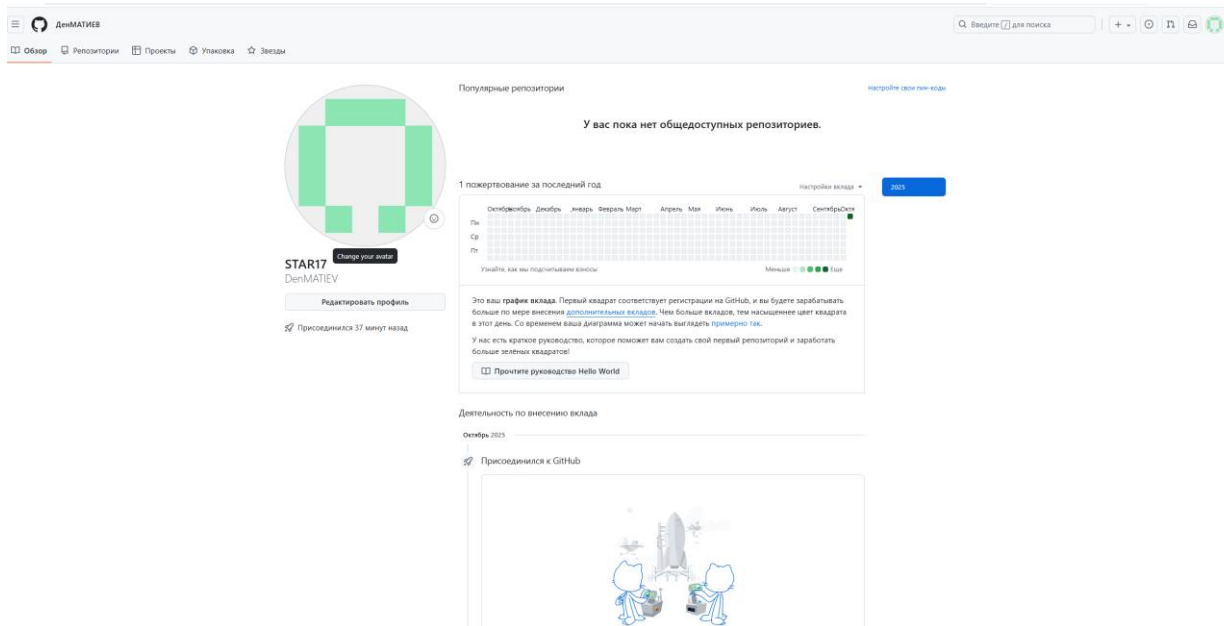 ДенМАТИЕВ
Введите / для поиска
Обзор Репозитории Проекты Упаковка Звезды
Популярные репозитории
Настройте свои пин-коды
У вас пока нет общедоступных репозиториев.
1 пожертвование за последний год
Настройки вклада
2025
Октябрь Ноябрь Декабрь Январь Февраль Март Апрель Мая Июнь Июль Август Сентябрь Октя
Пн
Ср
Пт
Узнайте, как мы подсчитываем взносы
Меньше Еще
Change your avatar
STAR17
DenMATIEV
Редактировать профиль
Присоединился 37 минут назад
Это ваш график вклада. Первый квадрат соответствует регистрации на GitHub, и вы будете зарабатывать
больше по мере внесения дополнительных вкладов. Чем больше вкладов, тем насыщеннее цвет квадрата
в этот день. Со временем ваша диаграмма может начать выглядеть примерно так.
У нас есть краткое руководство, которое поможет вам создать свой первый репозиторий и заработать
больше зелёных квадратов!
Прочтите руководство Hello World
Деятельность по внесению вклада
Октябрь 2025
Присоединился к GitHub